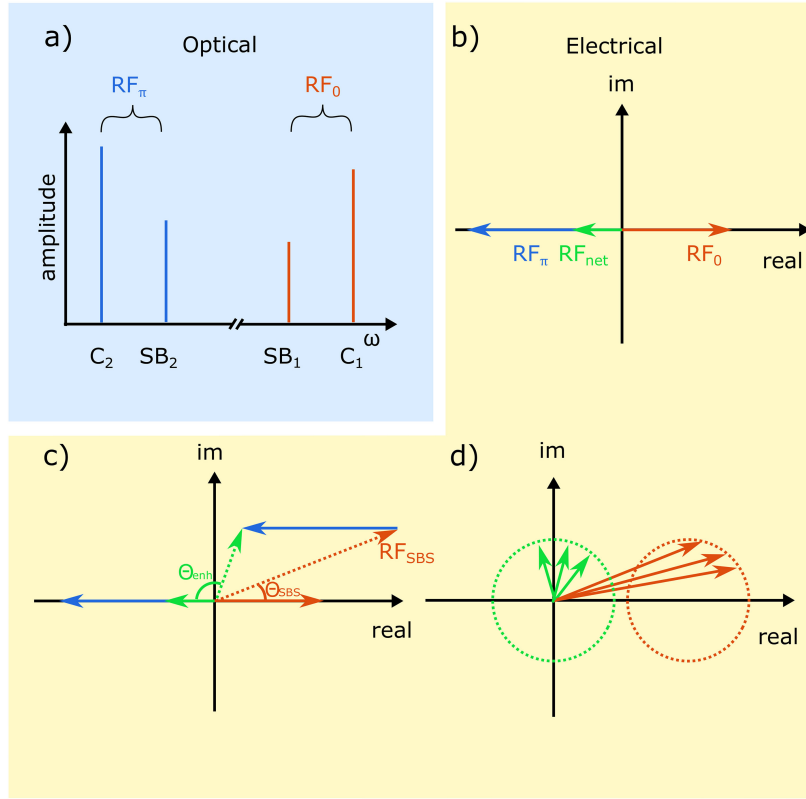 a)
Optical
RFπ
RF0
amplitude
ω
C2
SB2
SB1
C1
b)
Electrical
im
RFπ
RFnet
RF0
real
c)
im
RFSBS
Θenh
ΘSBS
real
d)
im
real